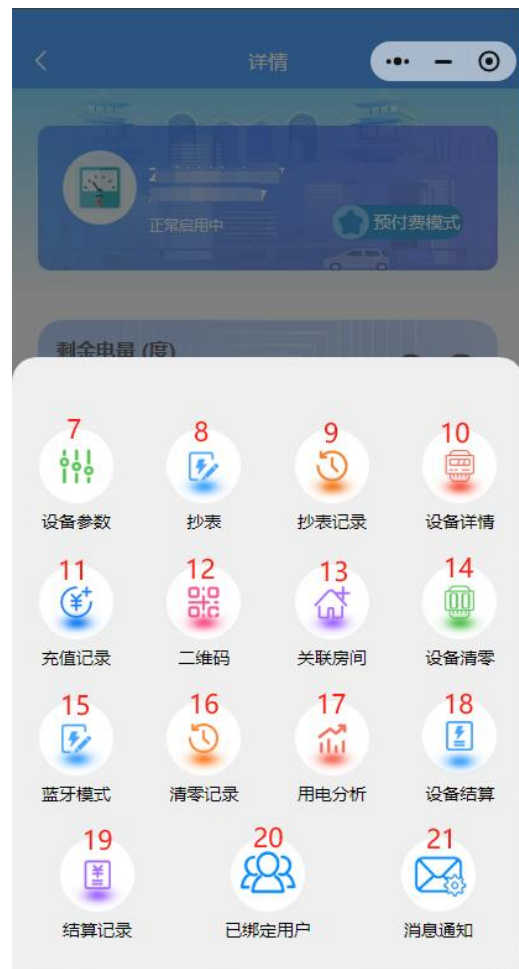 详情
正常启用中
预付费模式
剩余电量 (度)
7 8 9 10
设备参数 抄表 抄表记录 设备详情
11 12 13 14
充值记录 二维码 关联房间 设备清零
15 16 17 18
蓝牙模式 清零记录 用电分析 设备结算
19 20 21
结算记录 已绑定用户 消息通知